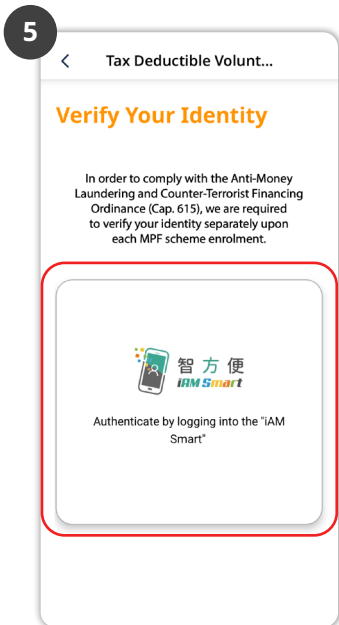 5
Tax Deductible Volunt...
Verify Your Identity
In order to comply with the Anti-Money
Laundering and Counter-Terrorist Financing
Ordinance (Cap. 615), we are required
to verify your identity separately upon
each MPF scheme enrolment.
智方便
iAM Smart
Authenticate by logging into the "iAM
Smart"